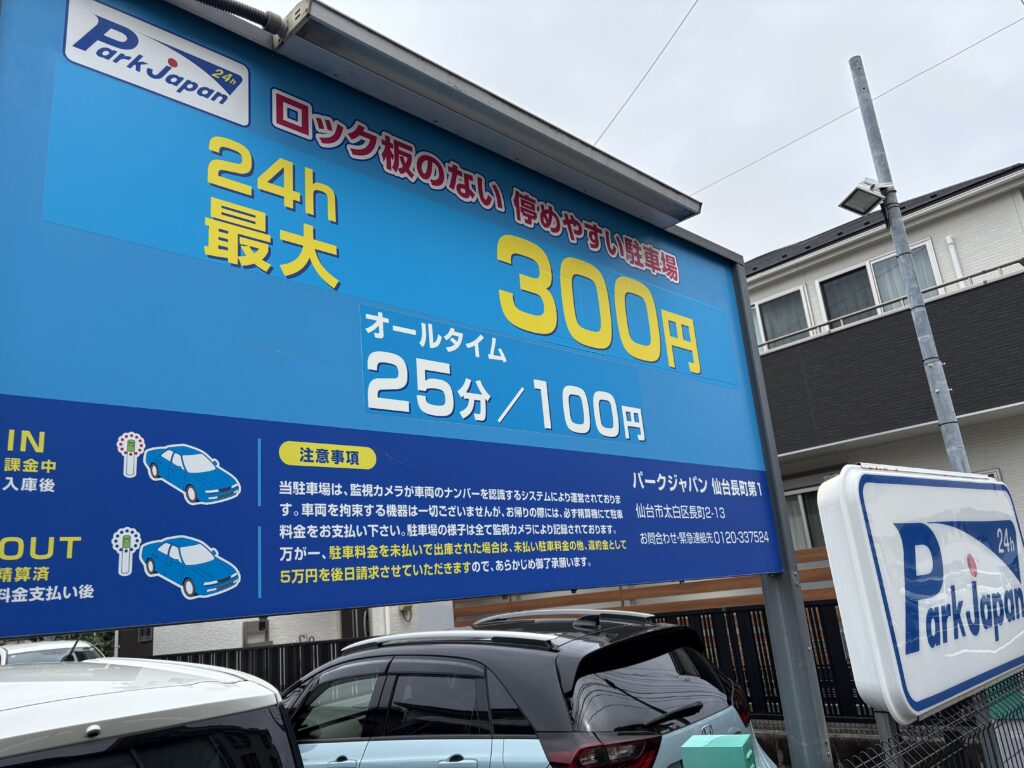 Park Japan 24h
ロック板のない 停めやすい駐車場
24h
最大
300円
オールタイム
25分/100円
IN
課金中
入庫後
OUT
精算済
料金支払い後
注意事項
当駐車場は、監視カメラが車両のナンバーを認識するシステムにより運営されておりま
す。車両を拘束する機器は一切ございませんが、お帰りの際には、必ず精算機にて駐車
料金をお支払い下さい。駐車場の様子は全て監視カメラにより記録されております。
万が一、駐車料金を未払いで出庫された場合は、未払い駐車料金の他、違約金として
5万円を後日請求させていただきますので、あらかじめ御了承願います。
パークジャパン 仙台長町第1
仙台市太白区長町2-13
お問合わせ・緊急連絡先 0120-337524
Park Japan 24h